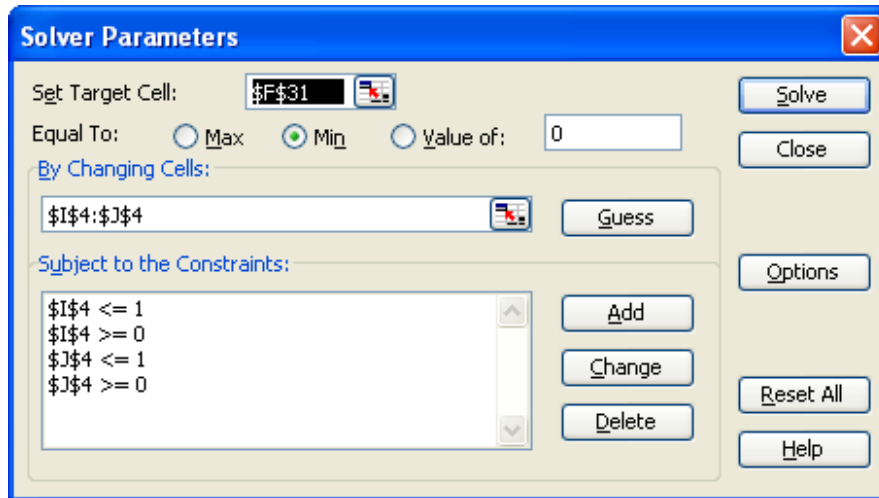 Solver Parameters
Set Target Cell: $F$31 Solve
Equal To: Max Min Value of: 0 Close
By Changing Cells:
$I$4:$J$4 Guess
Subject to the Constraints: Options
$I$4 <= 1 Add
$I$4 >= 0
$J$4 <= 1 Change
$J$4 >= 0
Reset All
Delete
Help